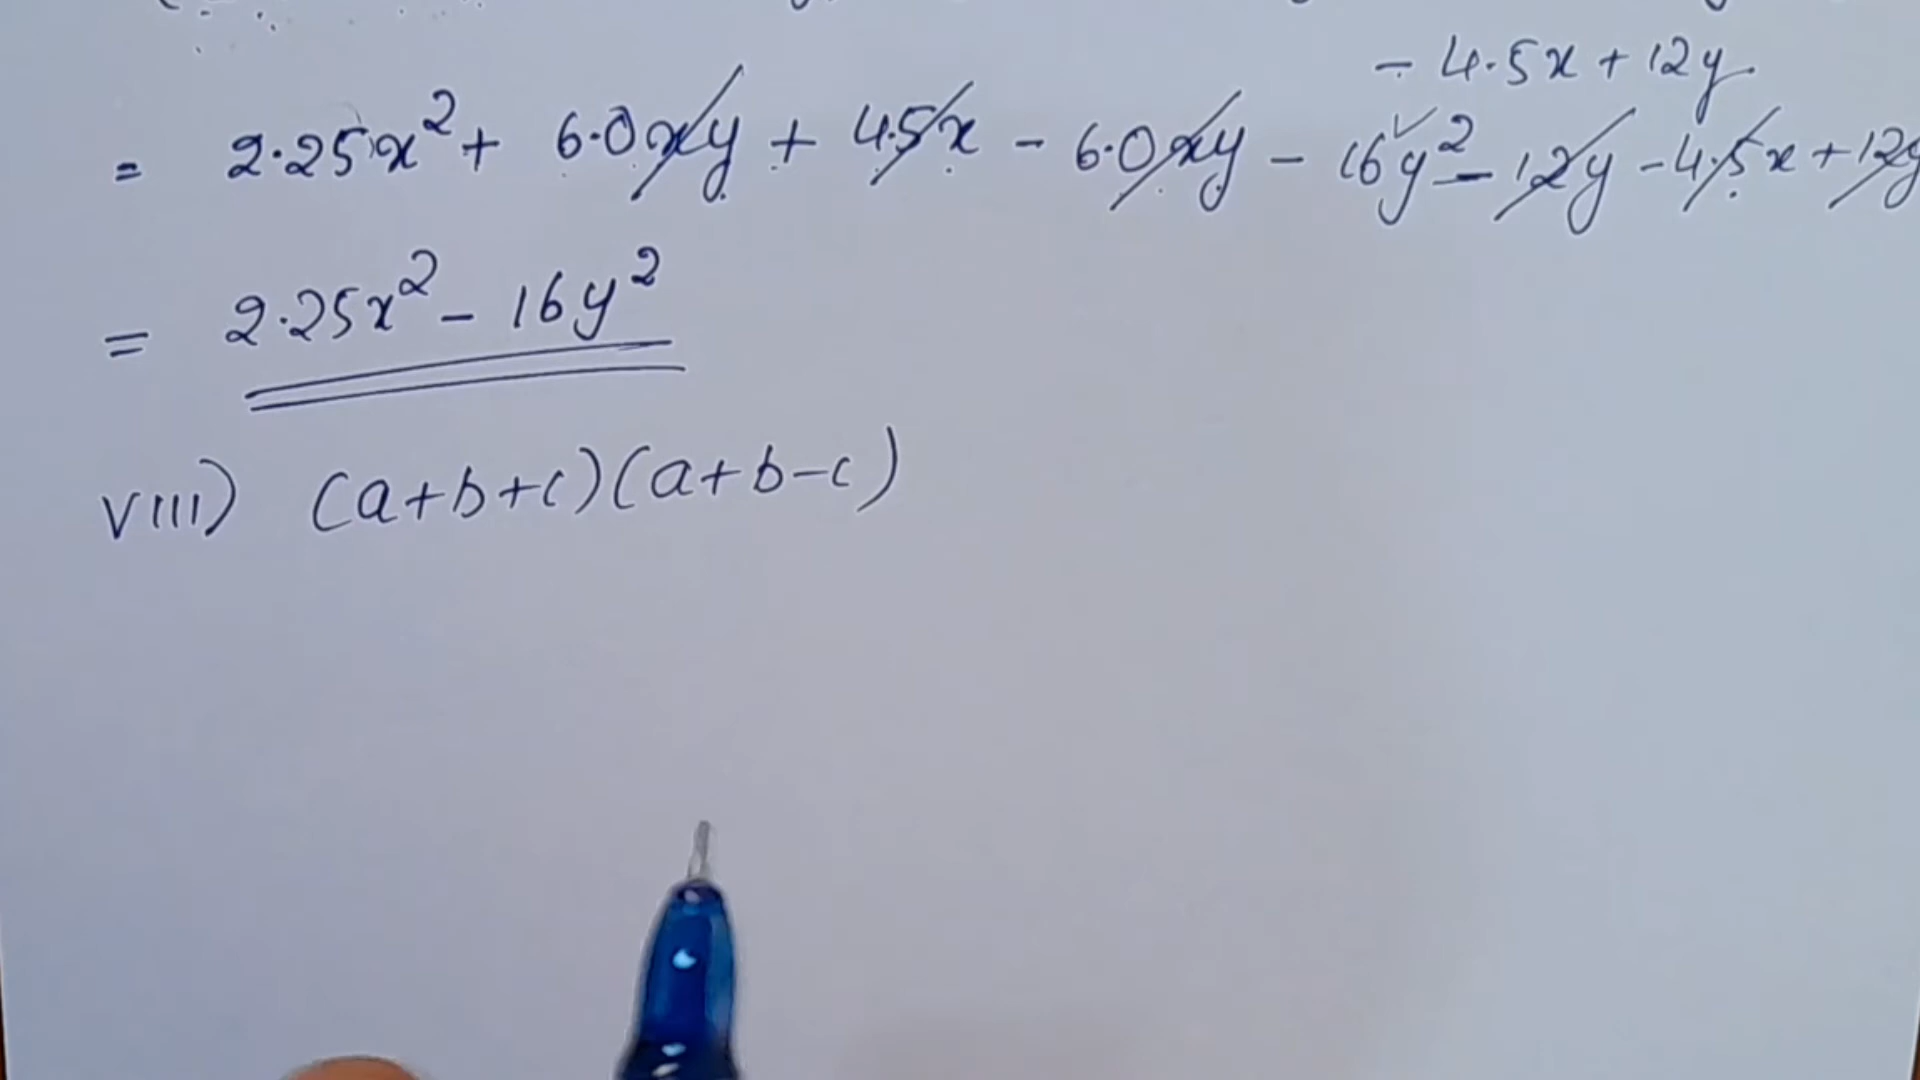 - 4.5x + 12y
= 2.25x² + 6.0xy + 4.5x - 6.0xy - 16y² - 12y - 4.5x + 12y
= 2.25x² - 16y²
VIII) (a+b+c)(a+b-c)